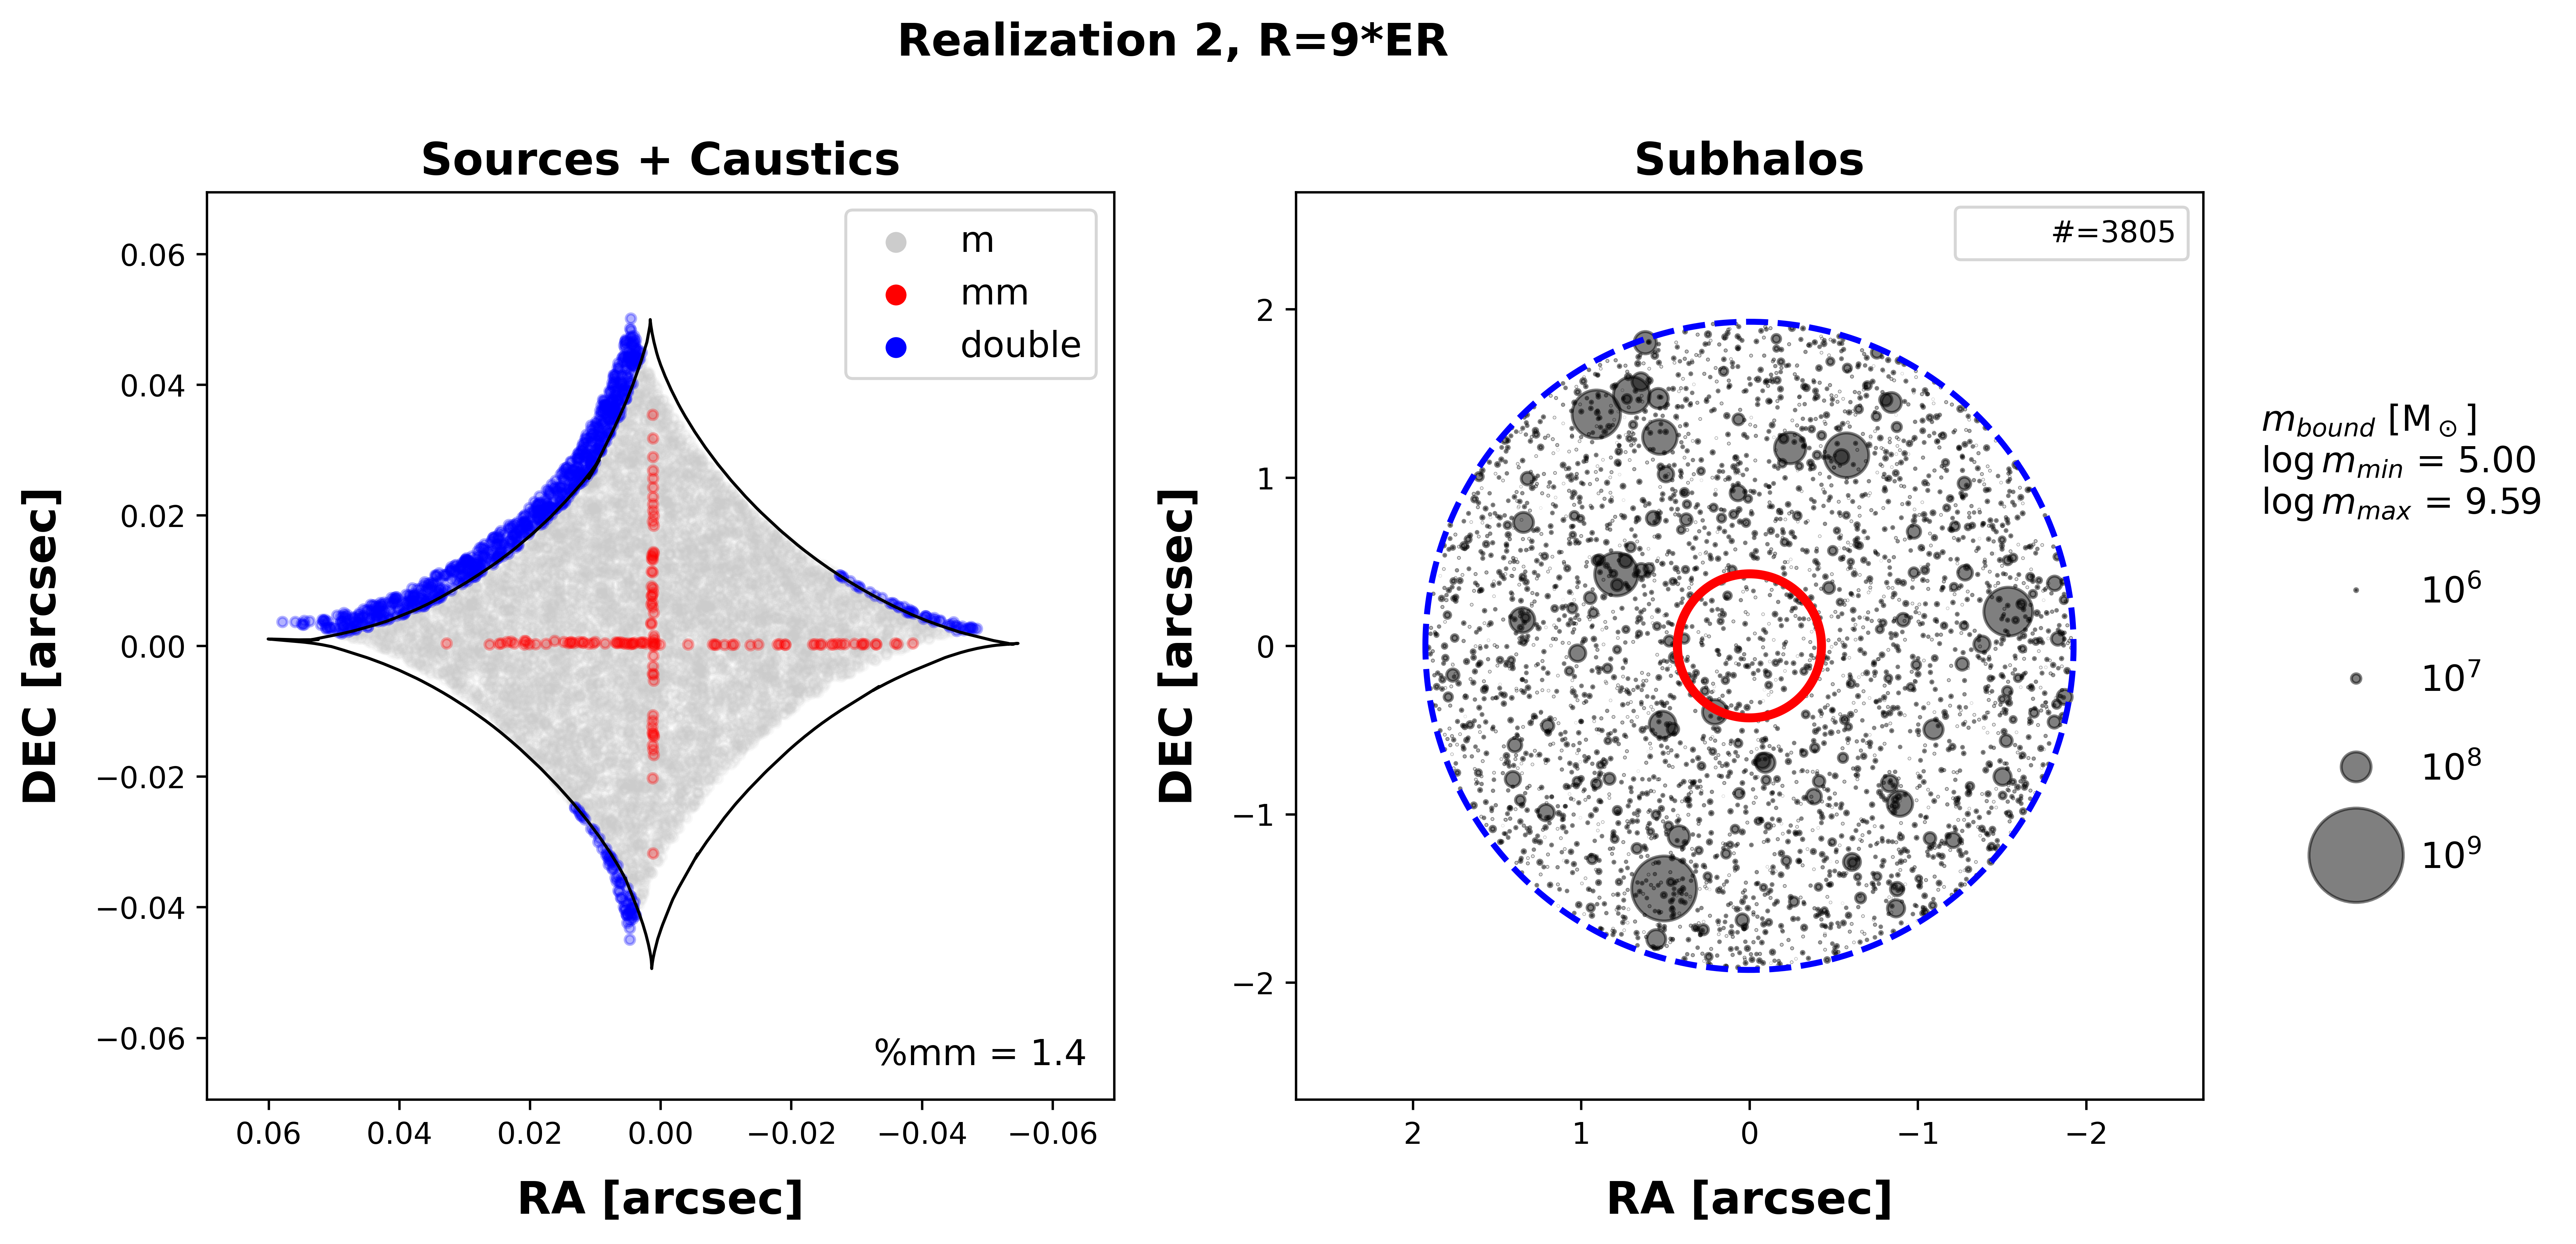 Realization 2, R=9*ER
Sources + Caustics
m
mm
double
%mm = 1.4
0.06
0.04
0.02
0.00
−0.02
−0.04
−0.06
DEC [arcsec]
0.06
0.04
0.02
0.00
−0.02
−0.04
−0.06
RA [arcsec]
Subhalos
#=3805
2
1
0
−1
−2
DEC [arcsec]
2
1
0
−1
−2
RA [arcsec]
m_bound [M_⊙]
log m_min = 5.00
log m_max = 9.59
10^6
10^7
10^8
10^9